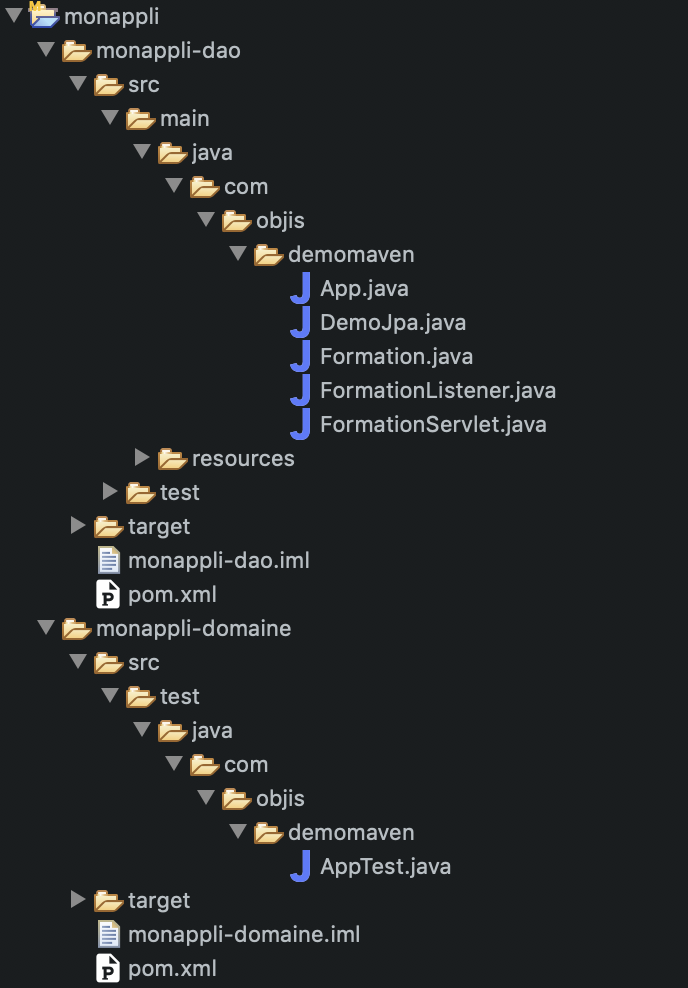 monappli
monappli-dao
src
main
java
com
objis
demomaven
App.java
DemoJpa.java
Formation.java
FormationListener.java
FormationServlet.java
resources
test
target
monappli-dao.iml
pom.xml
monappli-domaine
src
test
java
com
objis
demomaven
AppTest.java
target
monappli-domaine.iml
pom.xml